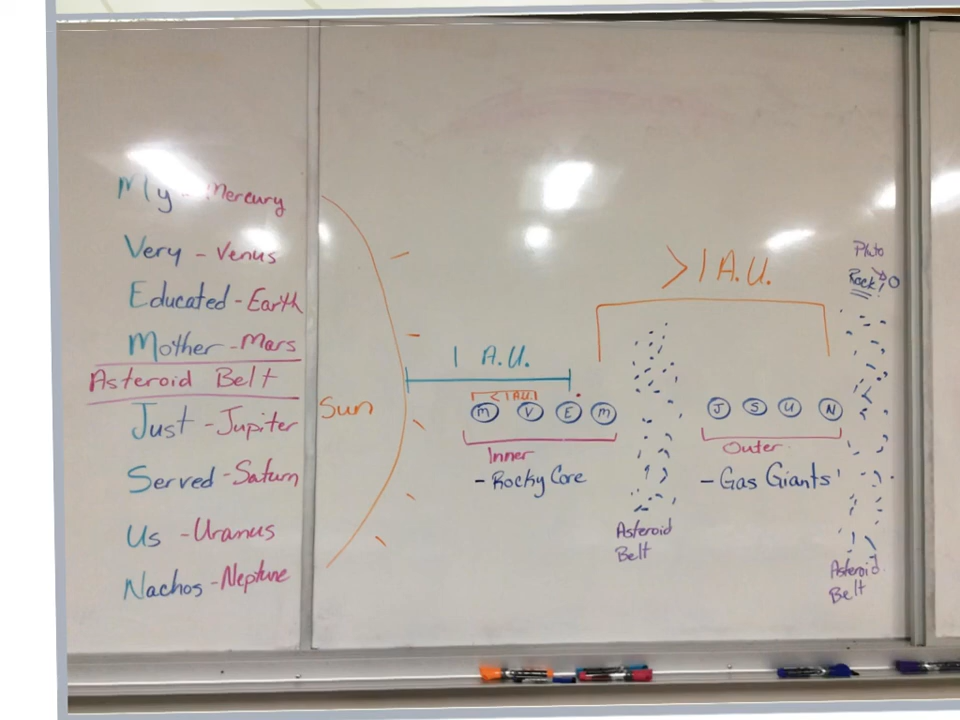 My - Mercury
Very - Venus
Educated - Earth
Mother - Mars
Asteroid Belt
Just - Jupiter
Served - Saturn
Us - Uranus
Nachos - Neptune
Sun
1 A.U.
< 1 A.U.
M V E M
Inner
- Rocky Core
Asteroid
Belt
> 1 A.U.
J S U N
Outer
- Gas Giants
Pluto
Rock?
Asteroid
Belt